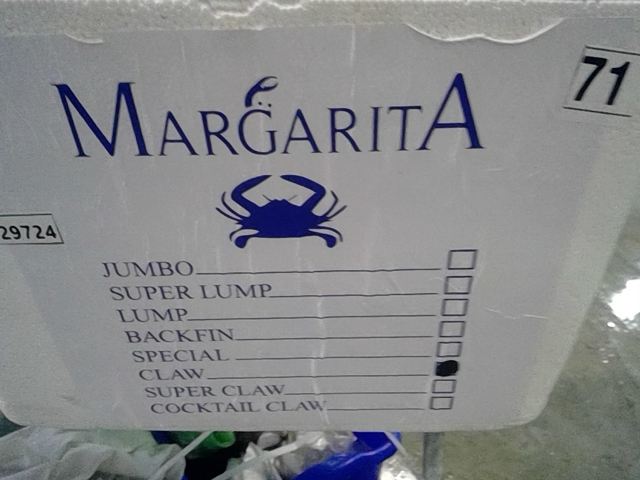 71
MARGARITA
29724
JUMBO
SUPER LUMP
LUMP
BACKFIN
SPECIAL
CLAW
SUPER CLAW
COCKTAIL CLAW